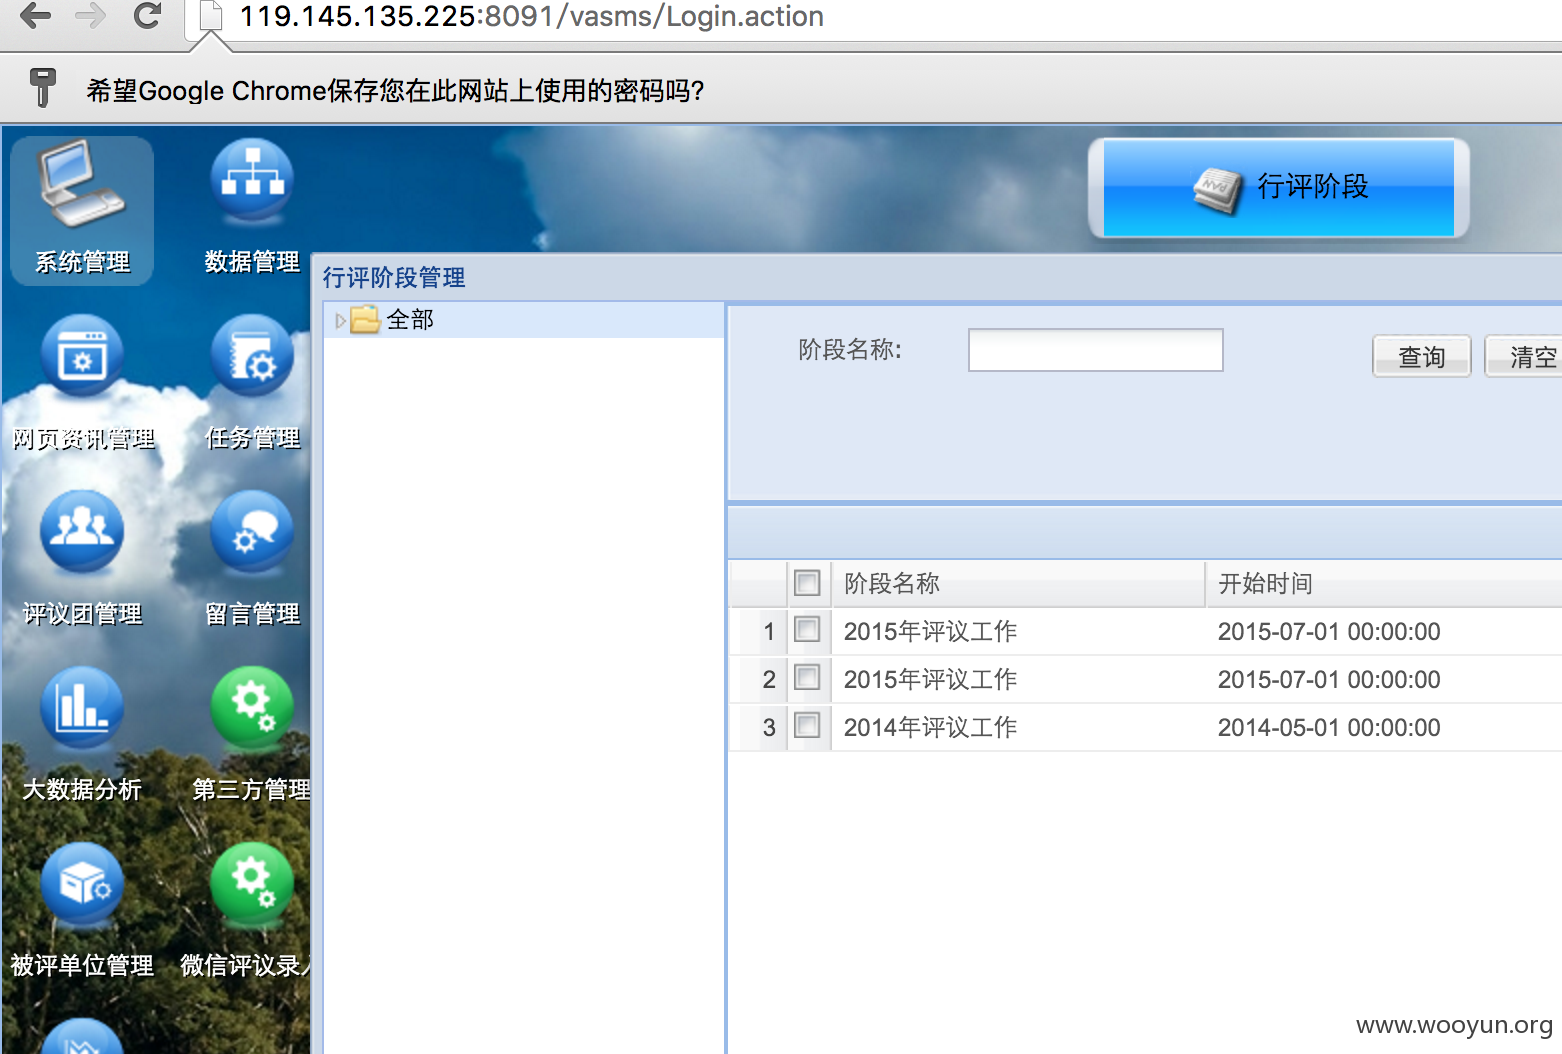 119.145.135.225:8091/vasms/Login.action
希望Google Chrome保存您在此网站上使用的密码吗?
行评阶段
系统管理
数据管理
行评阶段管理
全部
阶段名称:
查询
清空
网页资讯管理
任务管理
评议团管理
留言管理
阶段名称
开始时间
1
2015年评议工作
2015-07-01 00:00:00
2
2015年评议工作
2015-07-01 00:00:00
3
2014年评议工作
2014-05-01 00:00:00
大数据分析
第三方管理
被评单位管理
微信评议录入
www.wooyun.org